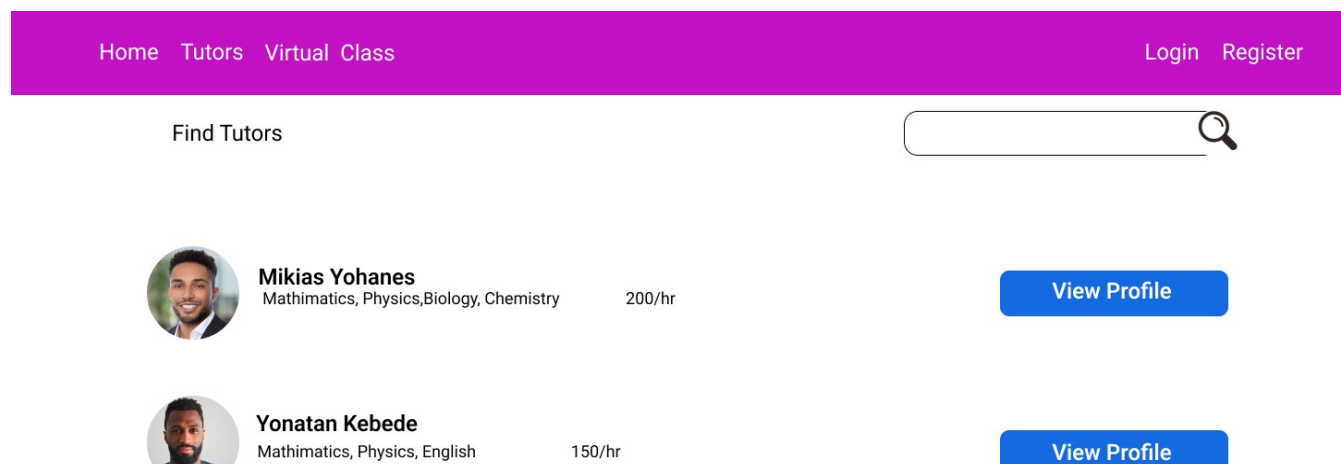 Home Tutors Virtual Class Login Register
Find Tutors
Mikias Yohanes
Mathimatics, Physics,Biology, Chemistry 200/hr
View Profile
Yonatan Kebede
Mathimatics, Physics, English 150/hr
View Profile